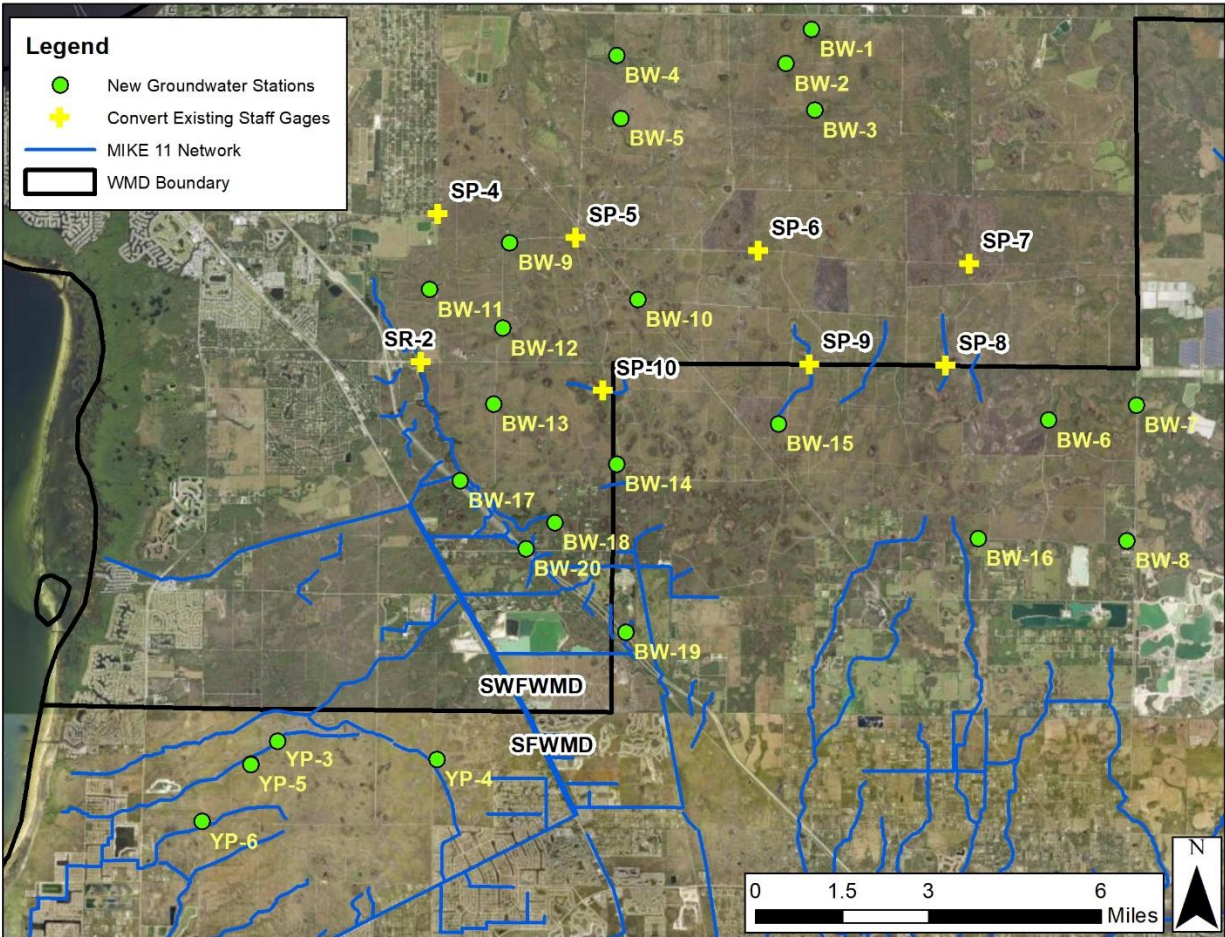 Legend
New Groundwater Stations
Convert Existing Staff Gages
MIKE 11 Network
WMD Boundary
BW-1
BW-4
BW-2
BW-3
BW-5
SP-4
SP-5
SP-6
SP-7
BW-9
BW-11
BW-10
BW-12
SR-2
SP-9
SP-8
SP-10
BW-13
BW-15
BW-6
BW-7
BW-14
BW-17
BW-18
BW-16
BW-8
BW-20
BW-19
SWFWMD
SFWMD
YP-3
YP-4
YP-5
YP-6
N
0 1.5 3 6
Miles